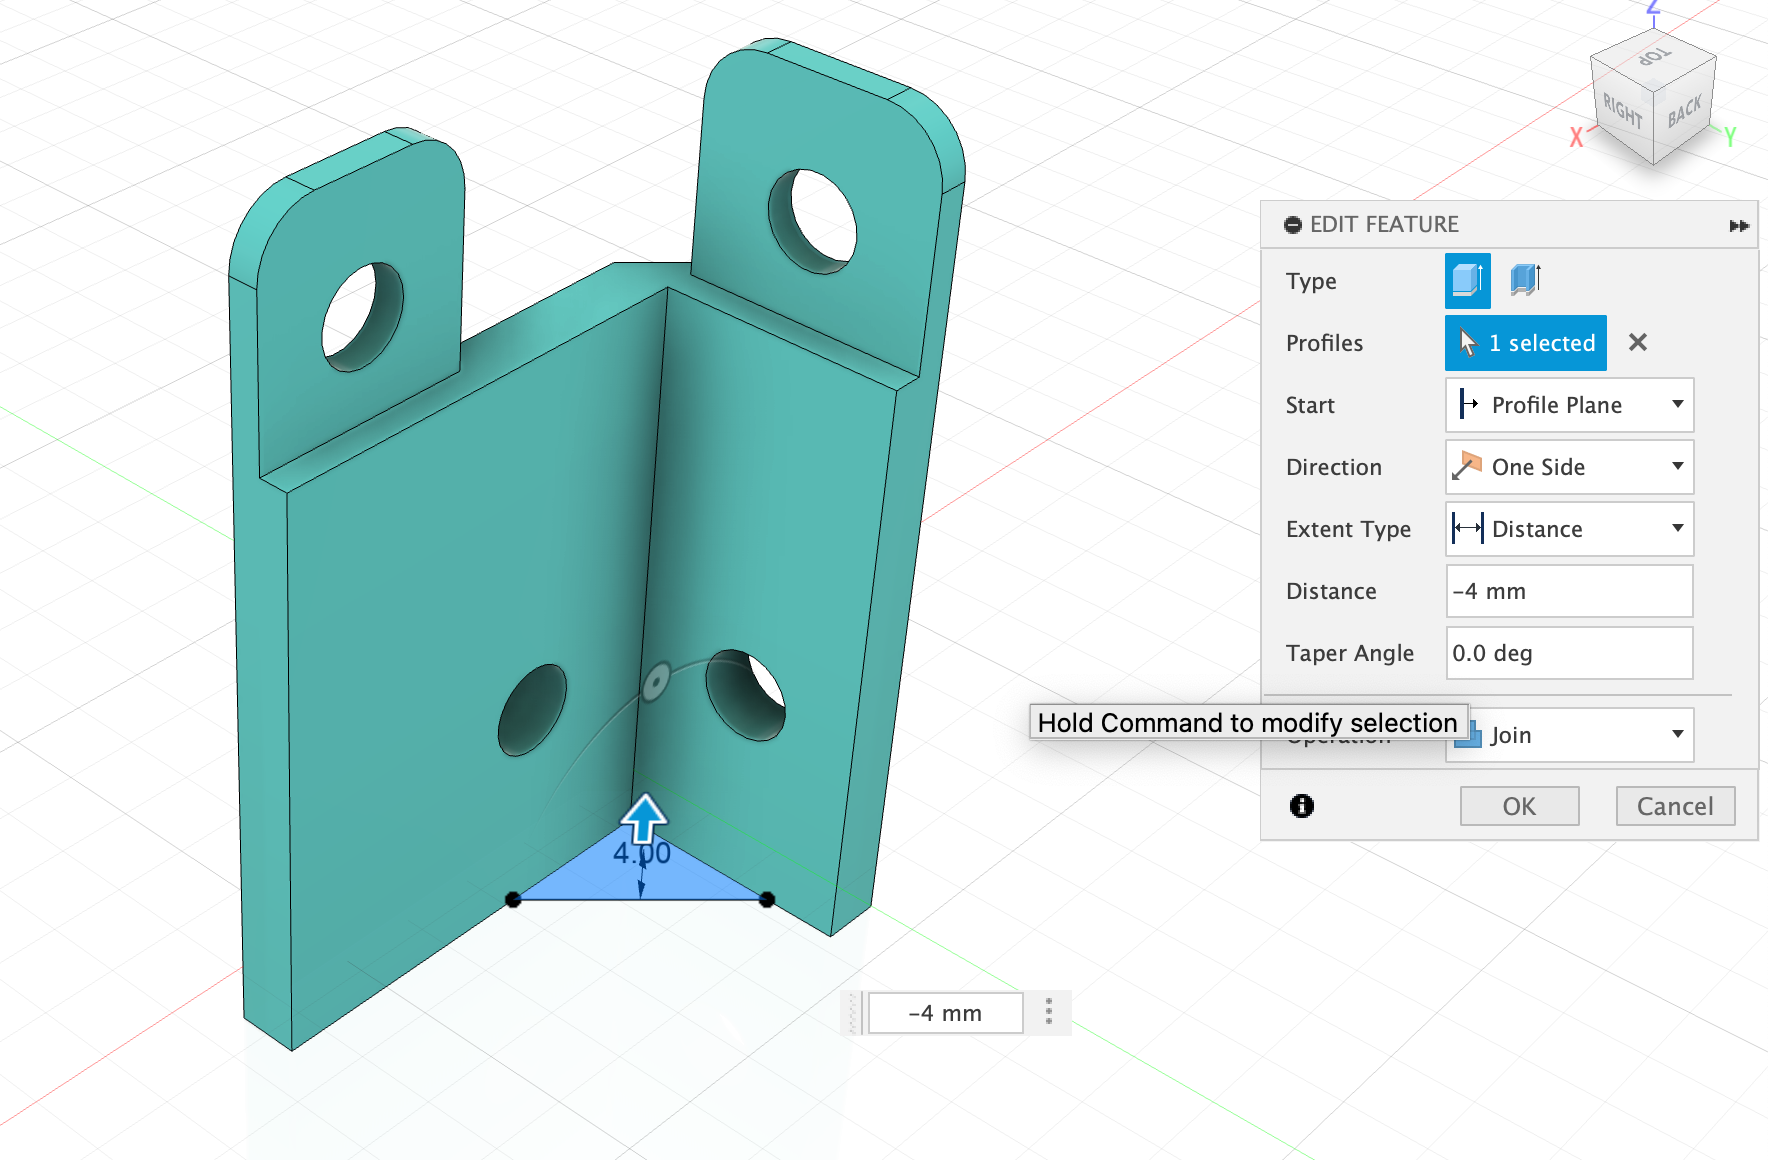 Z
TOP
RIGHT
BACK
X
Y
EDIT FEATURE
Type
Profiles
1 selected
Start
Profile Plane
Direction
One Side
Extent Type
Distance
Distance
-4 mm
Taper Angle
0.0 deg
Hold Command to modify selection
Operation
Join
OK
Cancel
4.00
-4 mm